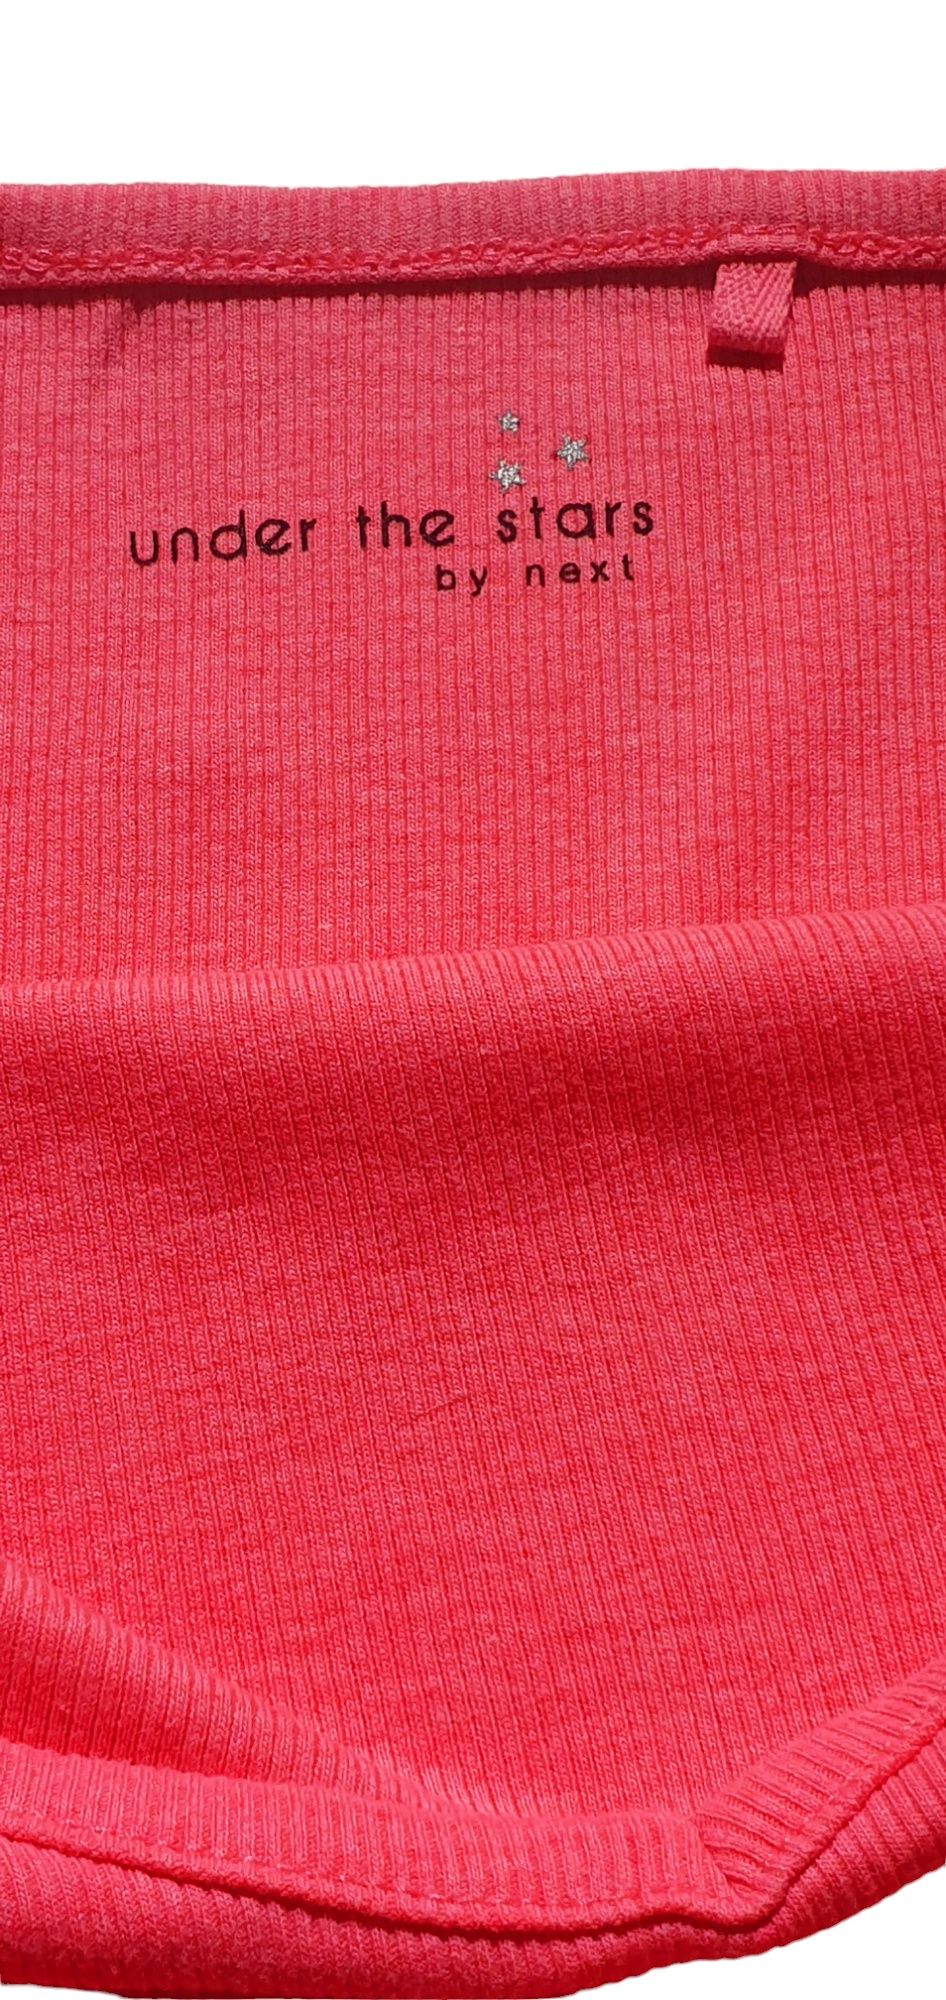 under the stars
by next